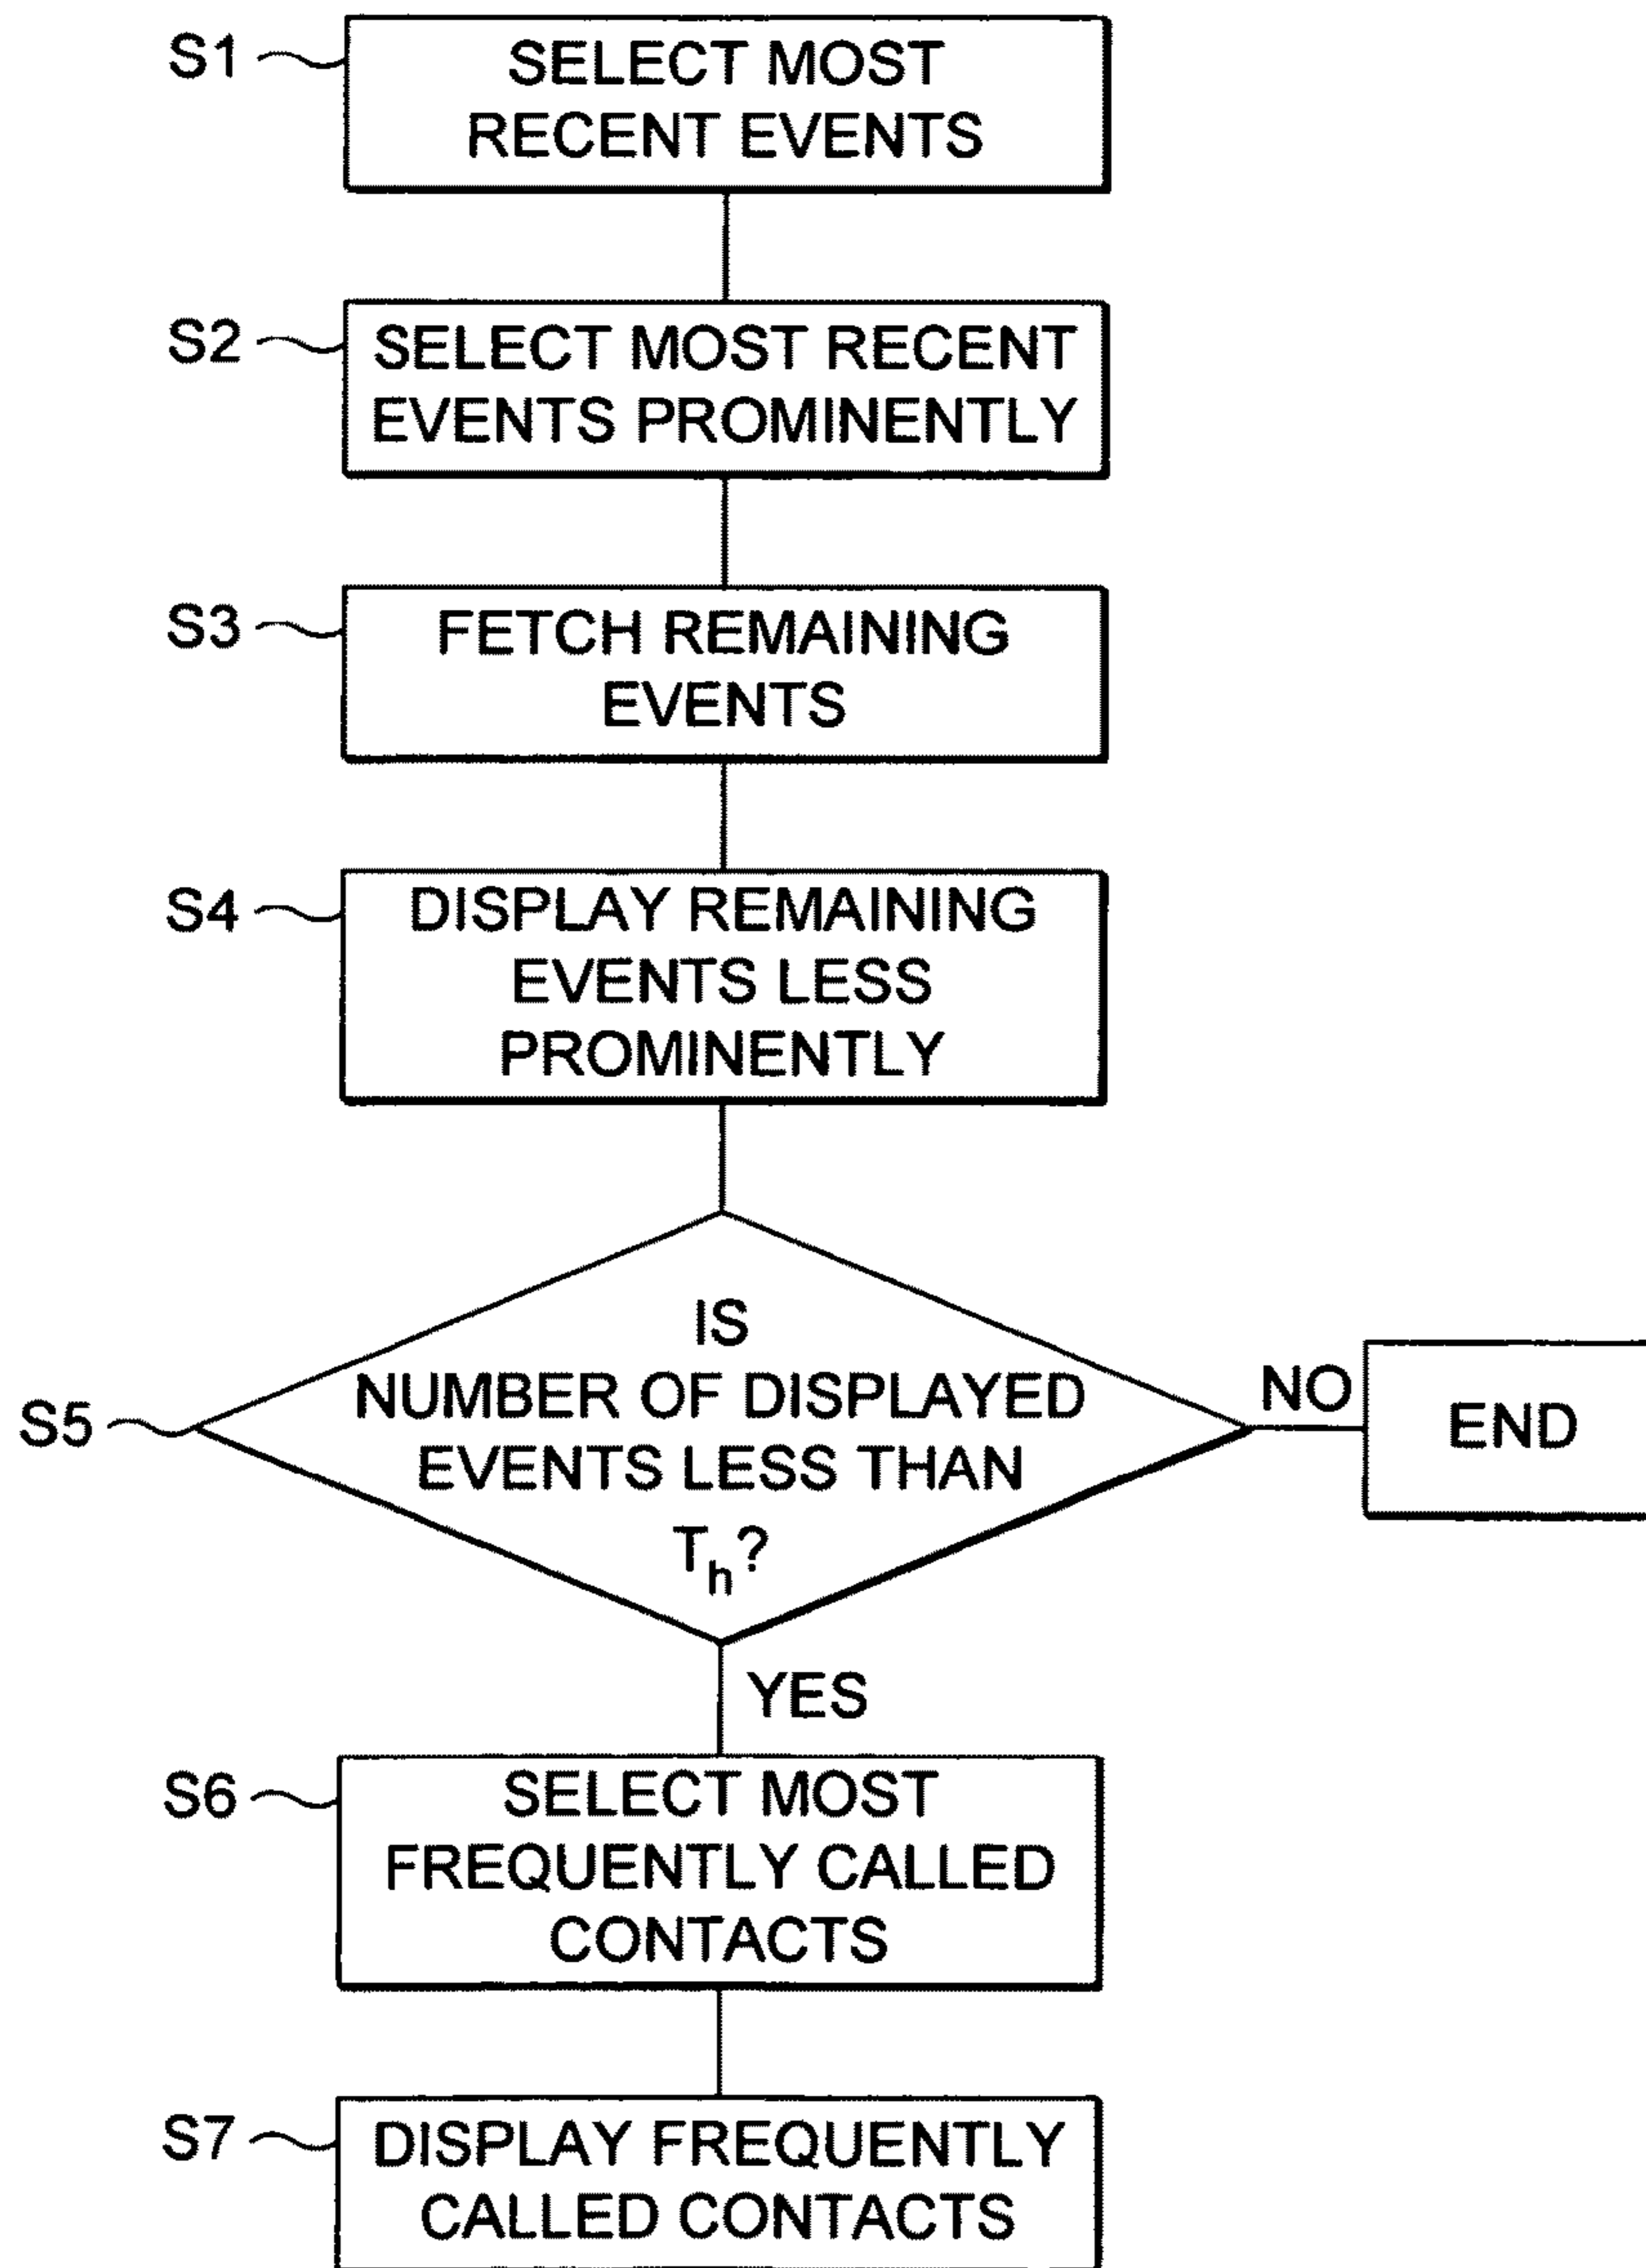 S1
SELECT MOST
RECENT EVENTS
S2
SELECT MOST RECENT
EVENTS PROMINENTLY
S3
FETCH REMAINING
EVENTS
S4
DISPLAY REMAINING
EVENTS LESS
PROMINENTLY
S5
IS
NUMBER OF DISPLAYED
EVENTS LESS THAN
Th?
NO
END
YES
S6
SELECT MOST
FREQUENTLY CALLED
CONTACTS
S7
DISPLAY FREQUENTLY
CALLED CONTACTS